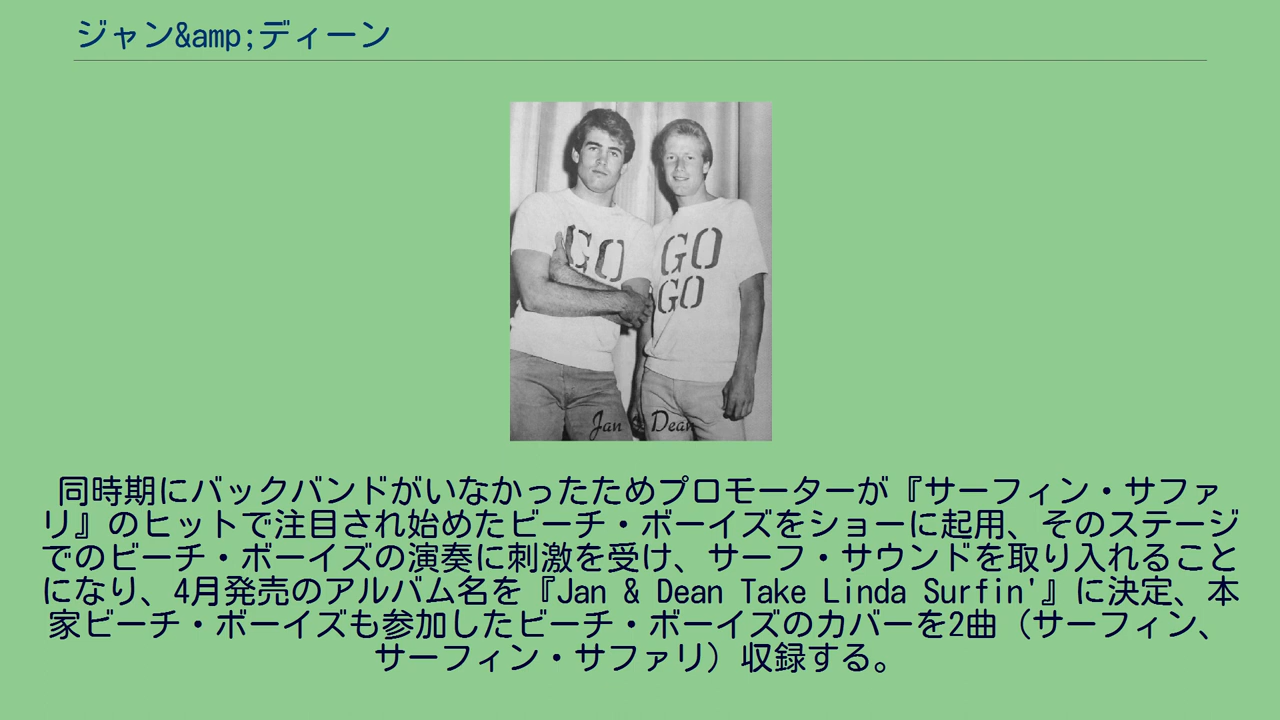 ジャン&amp;ディーン
GO GO
GO
Jan & Dean
同時期にバックバンドがいなかったためプロモーターが『サーフィン・サファ
リ』のヒットで注目され始めたビーチ・ボーイズをショーに起用、そのステージ
でのビーチ・ボーイズの演奏に刺激を受け、サーフ・サウンドを取り入れること
になり、4月発売のアルバム名を『Jan & Dean Take Linda Surfin'』に決定、本
家ビーチ・ボーイズも参加したビーチ・ボーイズのカバーを2曲（サーフィン、
サーフィン・サファリ）収録する。